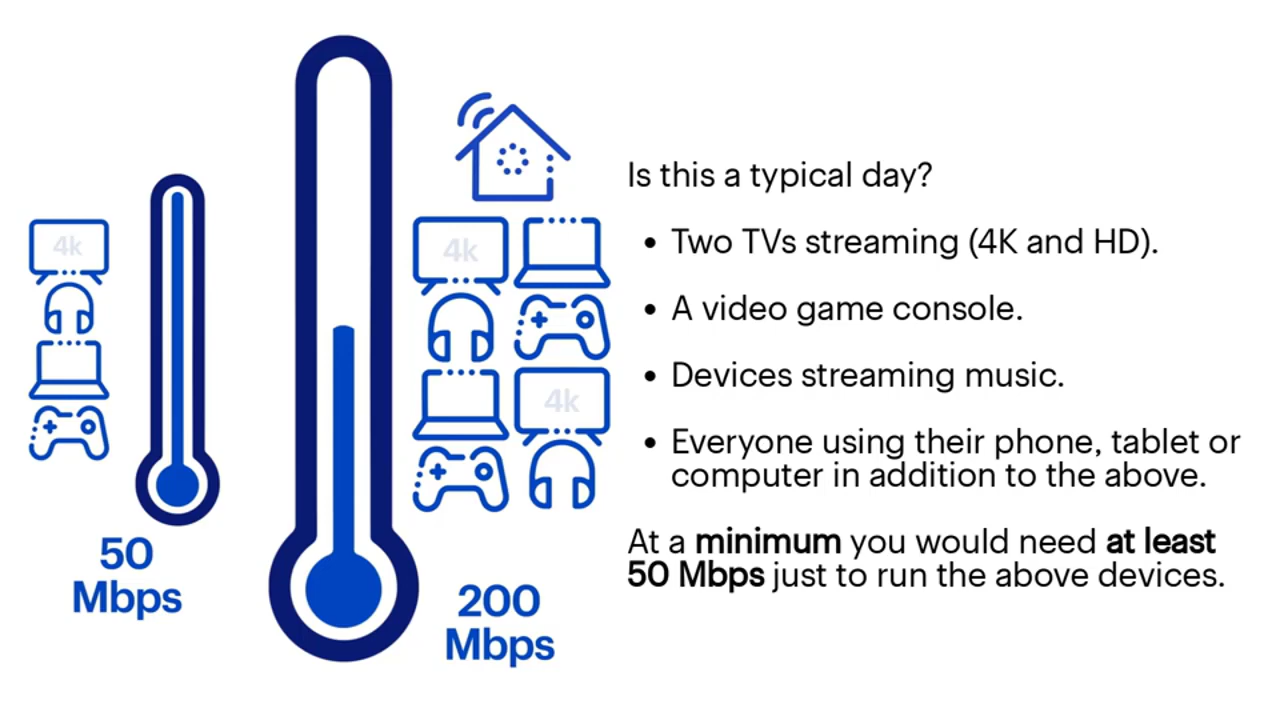 4k
50
Mbps
4k
4k
200
Mbps
Is this a typical day?
• Two TVs streaming (4K and HD).
• A video game console.
• Devices streaming music.
• Everyone using their phone, tablet or
computer in addition to the above.
At a minimum you would need at least
50 Mbps just to run the above devices.